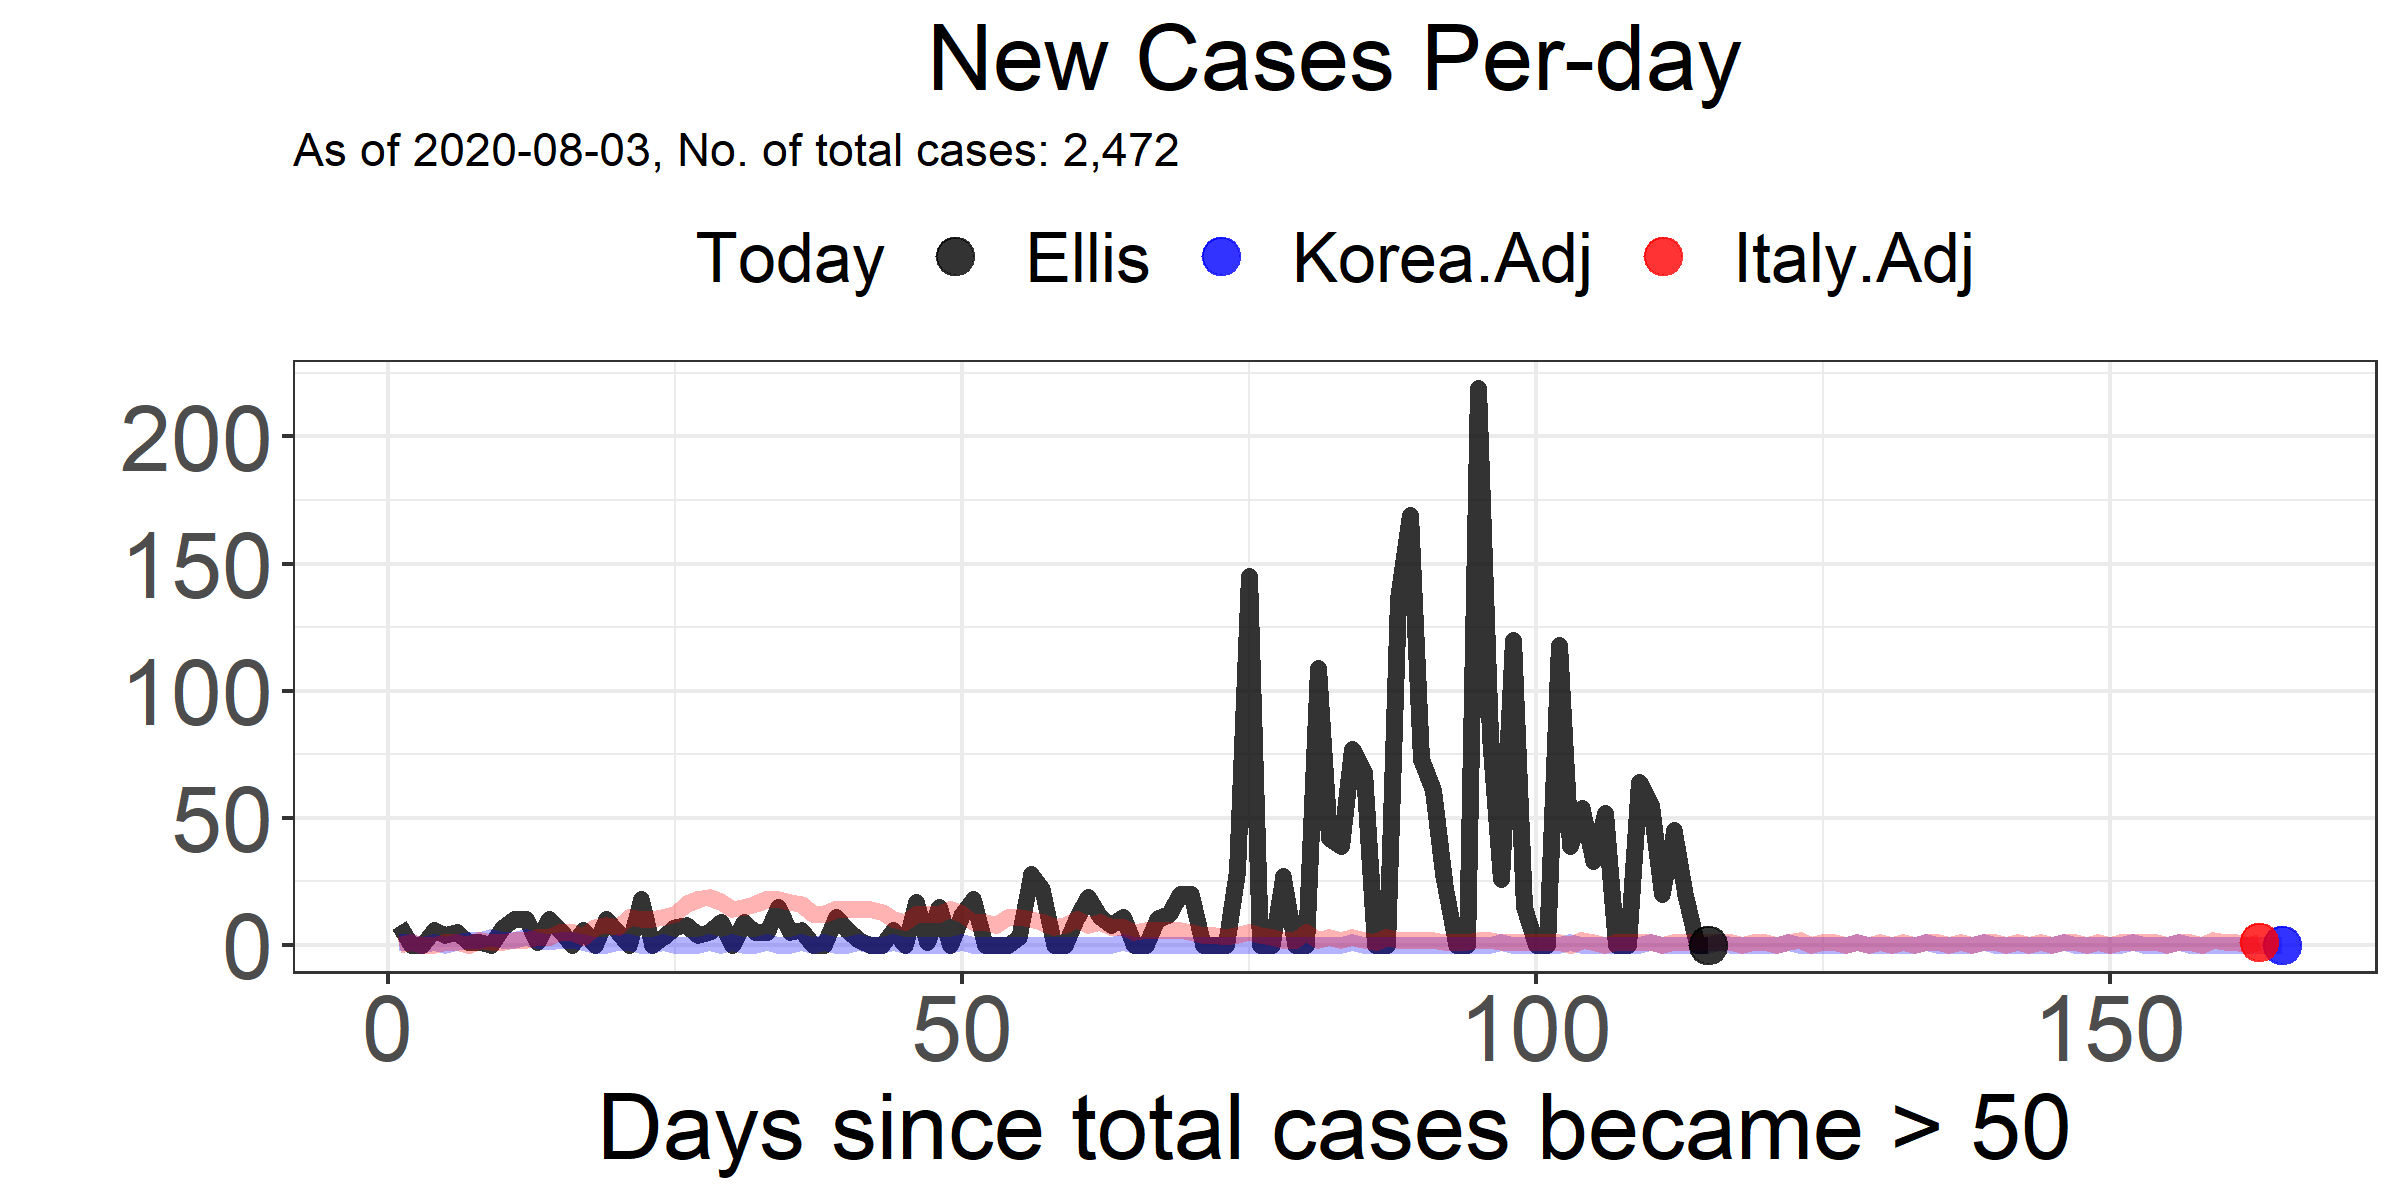 New Cases Per-day
As of 2020-08-03, No. of total cases: 2,472
Today Ellis Korea.Adj Italy.Adj
200
150
100
50
0
0 50 100 150
Days since total cases became > 50